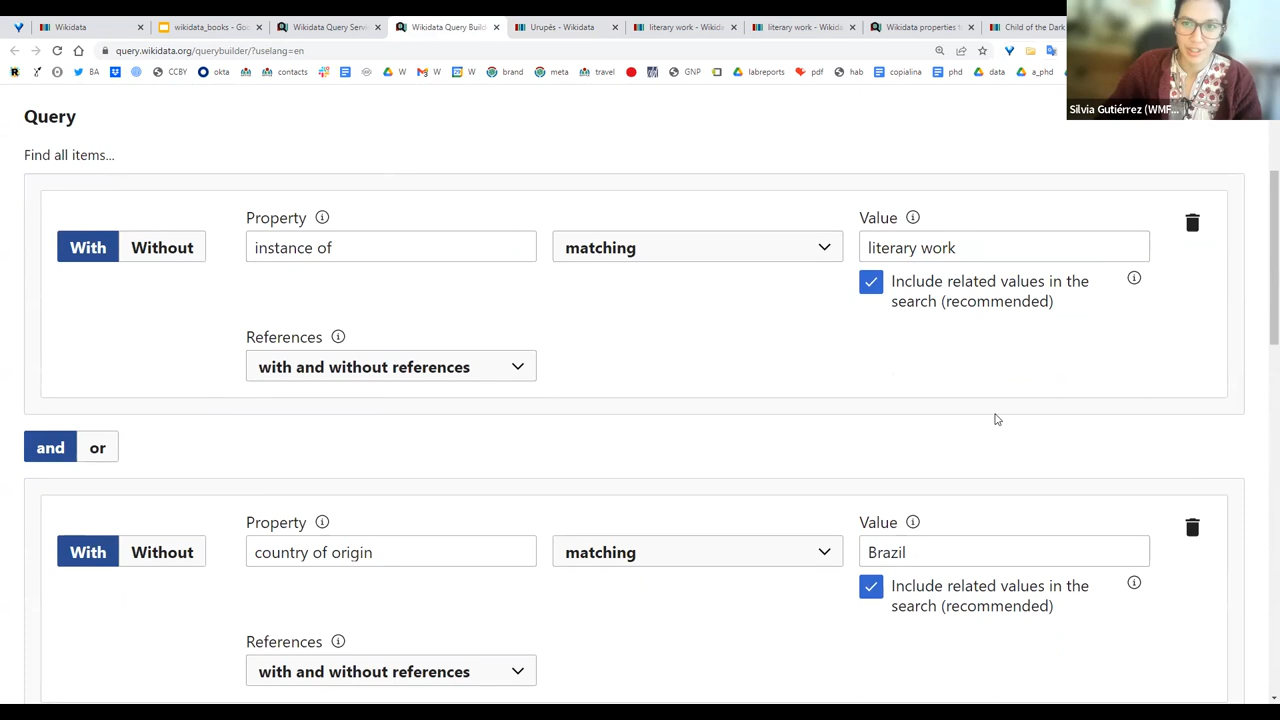 Wikidata
wikidata_books - Goo
Wikidata Query Serv
Wikidata Query Build
Urupês - Wikidata
literary work - Wikida
literary work - Wikida
Wikidata properties t
Child of the Dark
query.wikidata.org/querybuilder/?uselang=en
BA
CCBY
okta
contacts
W
W
W
brand
meta
travel
GNP
labreports
pdf
hab
copialina
phd
data
a_phd
Silvia Gutiérrez (WMF...
Query
Find all items...
Property
Value
With
Without
instance of
matching
literary work
Include related values in the
search (recommended)
References
with and without references
and
or
Property
Value
With
Without
country of origin
matching
Brazil
Include related values in the
search (recommended)
References
with and without references